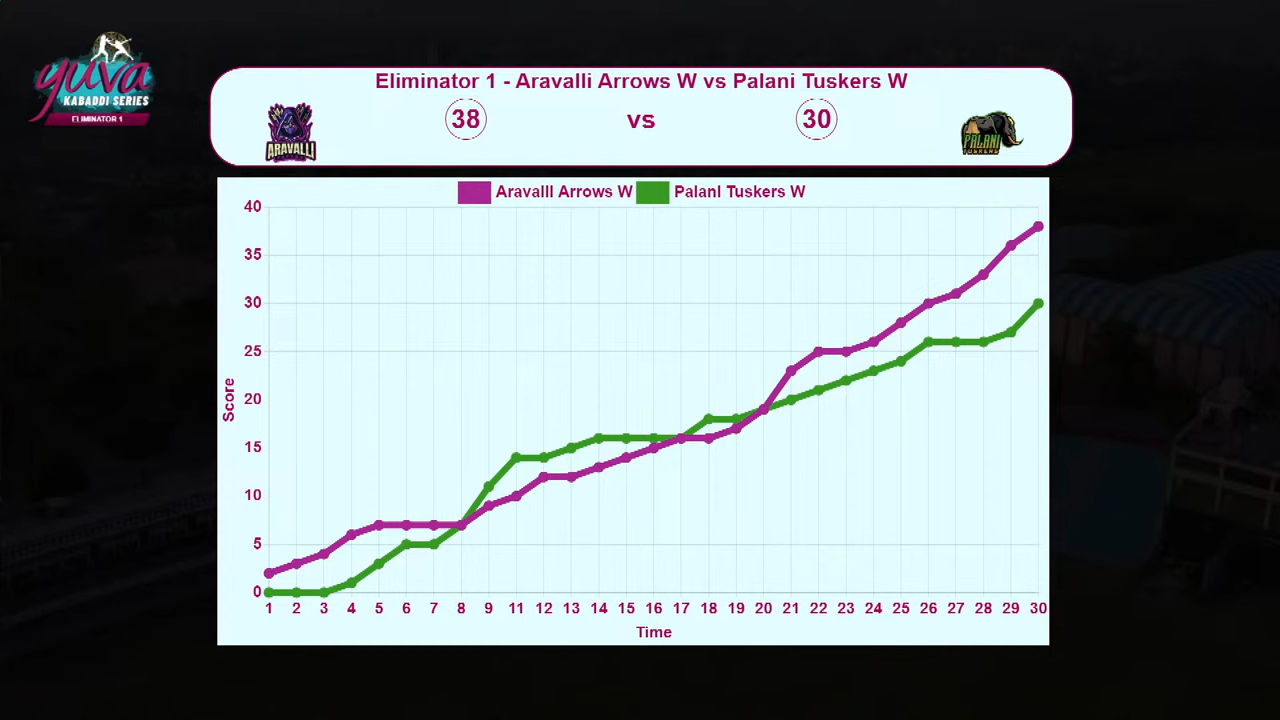 yuva
KABADDI SERIES
ELIMINATOR 1
Eliminator 1 - Aravalli Arrows W vs Palani Tuskers W
38 vs 30
ARAVALLI
PALANI
TUSKERS
Aravalll Arrows W PalanI Tuskers W
40
35
30
25
20
15
10
5
0
Score
1 2 3 4 5 6 7 8 9 11 12 13 14 15 16 17 18 19 20 21 22 23 24 25 26 27 28 29 30
Time